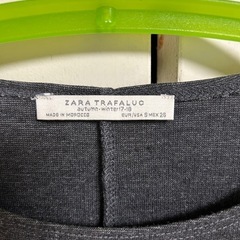 ZARA TRAFALUC
AUTUMN-WINTER 17-18
MADE IN MOROCCO EUR/USA S MEX 26